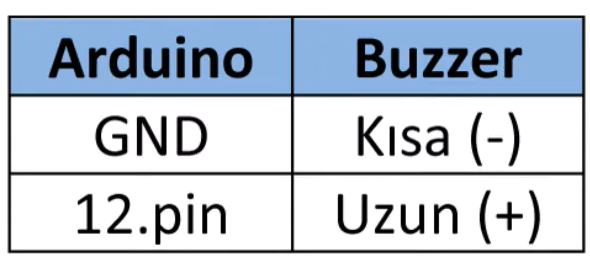 Arduino Buzzer
GND Kısa (-)
12.pin Uzun (+)